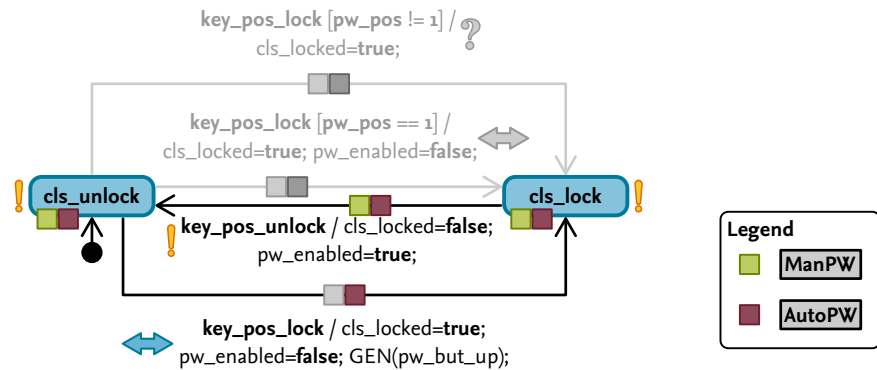 key_pos_lock [pw_pos != 1] /
cls_locked=true;
?
key_pos_lock [pw_pos == 1] /
cls_locked=true; pw_enabled=false;
! cls_unlock
cls_lock !
! key_pos_unlock / cls_locked=false;
pw_enabled=true;
key_pos_lock / cls_locked=true;
pw_enabled=false; GEN(pw_but_up);
Legend
ManPW
AutoPW